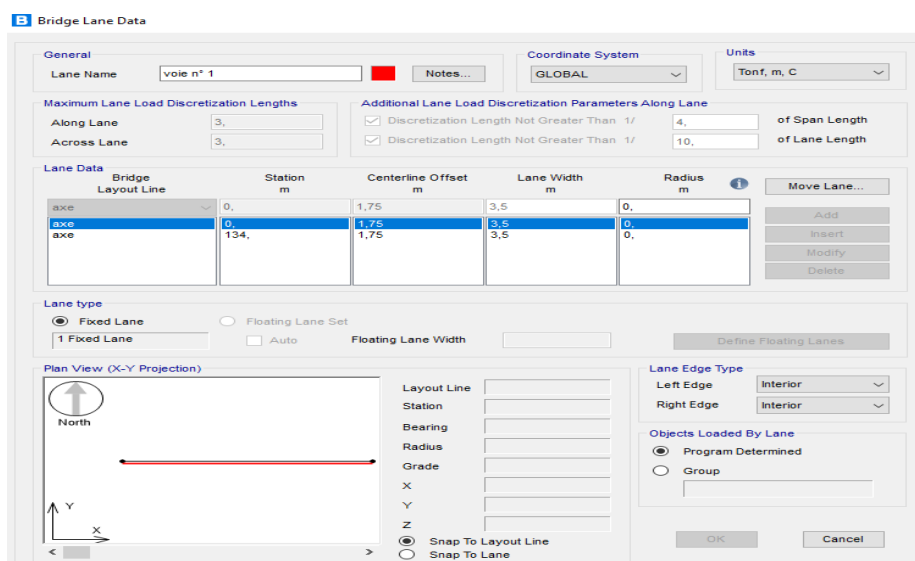 B Bridge Lane Data
General
Lane Name voie n° 1 Notes...
Coordinate System
GLOBAL
Units
Tonf, m, C
Maximum Lane Load Discretization Lengths
Along Lane 3,
Across Lane 3,
Additional Lane Load Discretization Parameters Along Lane
Discretization Length Not Greater Than 1/ 4, of Span Length
Discretization Length Not Greater Than 1/ 10, of Lane Length
Lane Data
Bridge Layout Line Station m Centerline Offset m Lane Width m Radius m
axe 0, 1,75 3,5 0,
axe 0, 1,75 3,5 0,
axe 134, 1,75 3,5 0,
Move Lane...
Add
Insert
Modify
Delete
Lane type
Fixed Lane Floating Lane Set
1 Fixed Lane Auto Floating Lane Width Define Floating Lanes
Plan View (X-Y Projection)
North
Y
X
Layout Line
Station
Bearing
Radius
Grade
X
Y
Z
Snap To Layout Line
Snap To Lane
Lane Edge Type
Left Edge Interior
Right Edge Interior
Objects Loaded By Lane
Program Determined
Group
OK Cancel